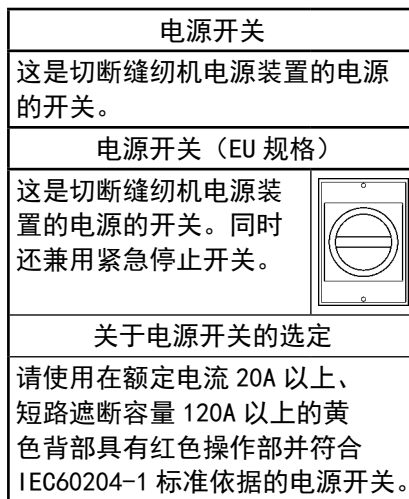 电源开关
这是切断缝纫机电源装置的电源
的开关。
电源开关（EU 规格）
这是切断缝纫机电源装
置的电源的开关。同时
还兼用紧急停止开关。
关于电源开关的选定
请使用在额定电流 20A 以上、
短路遮断容量 120A 以上的黄
色背部具有红色操作部并符合
IEC60204-1 标准依据的电源开关。